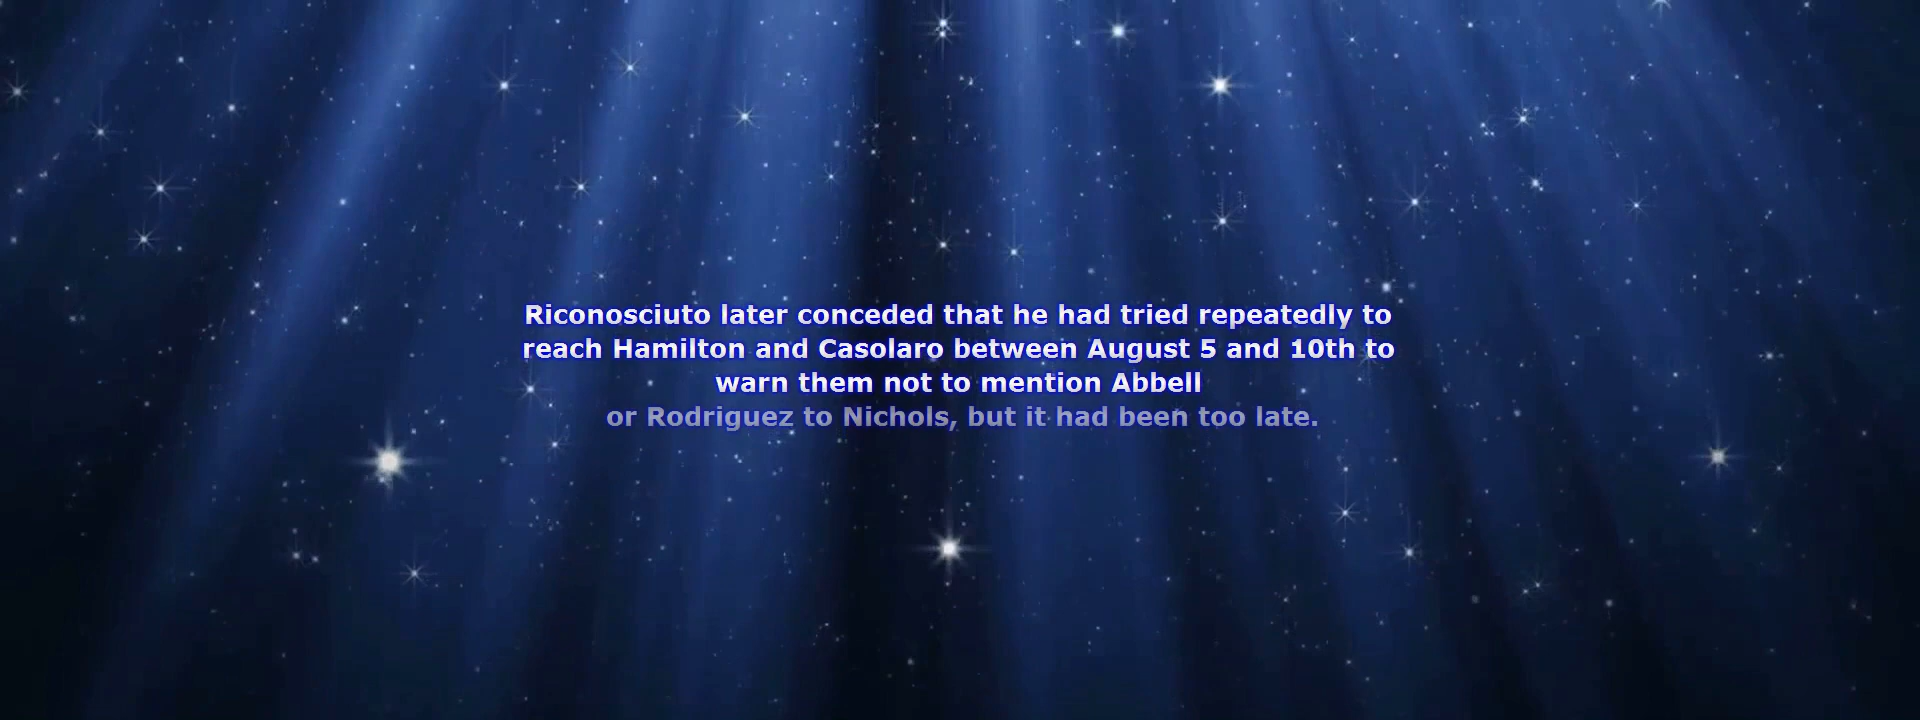 Riconosciuto later conceded that he had tried repeatedly to
reach Hamilton and Casolaro between August 5 and 10th to
warn them not to mention Abbell
or Rodriguez to Nichols, but it had been too late.